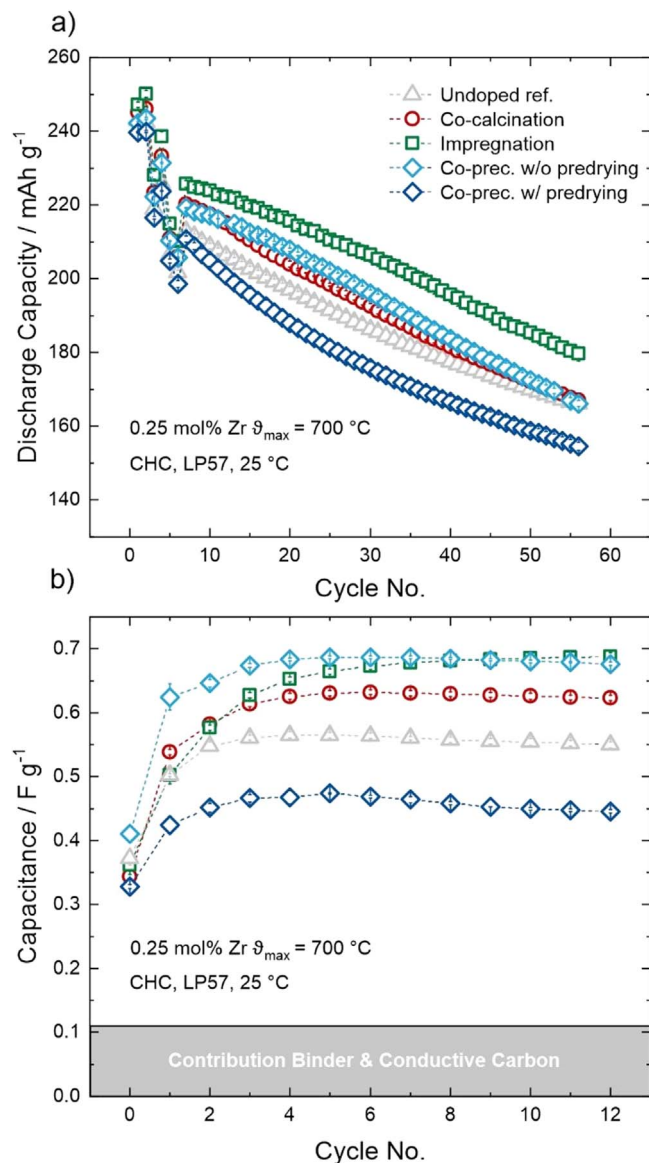 a)
260
240
220
200
180
160
140
Discharge Capacity / mAh g⁻¹
Undoped ref.
Co-calcination
Impregnation
Co-prec. w/o predrying
Co-prec. w/ predrying
0.25 mol% Zr ϑmax = 700 °C
CHC, LP57, 25 °C
0 10 20 30 40 50 60
Cycle No.
b)
0.7
0.6
0.5
0.4
0.3
0.2
0.1
0.0
Capacitance / F g⁻¹
0.25 mol% Zr ϑmax = 700 °C
CHC, LP57, 25 °C
Contribution Binder & Conductive Carbon
0 2 4 6 8 10 12
Cycle No.